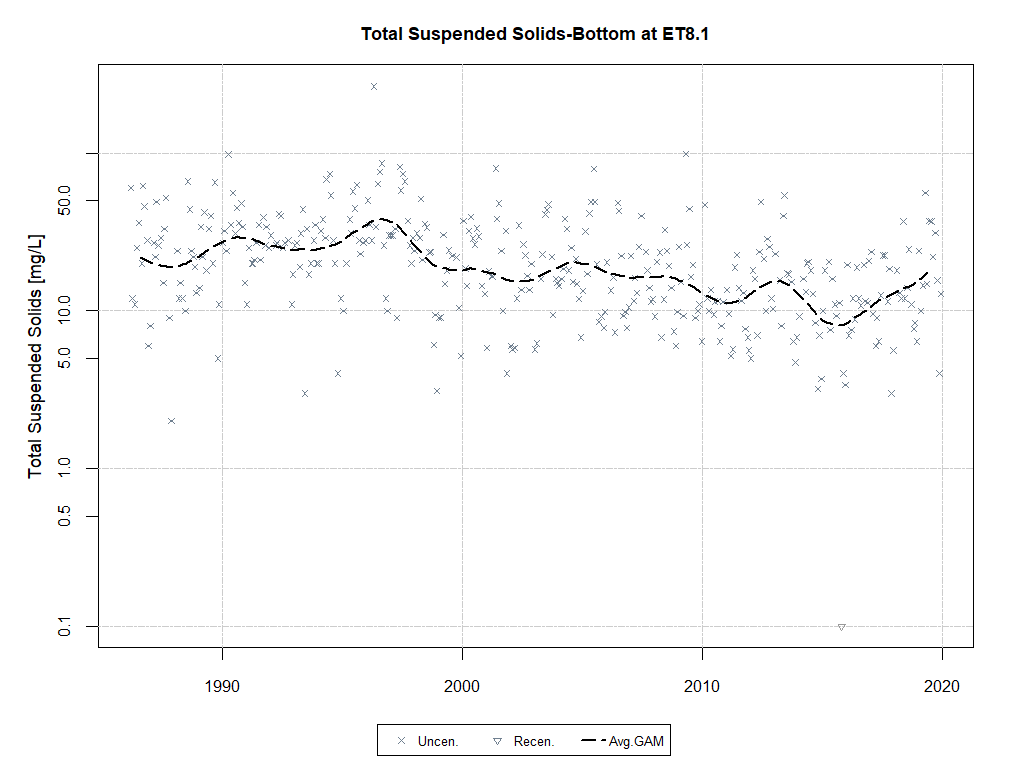 Total Suspended Solids-Bottom at ET8.1
Total Suspended Solids [mg/L]
50.0
10.0
5.0
1.0
0.5
0.1
1990 2000 2010 2020
Uncen. Recen. Avg.GAM